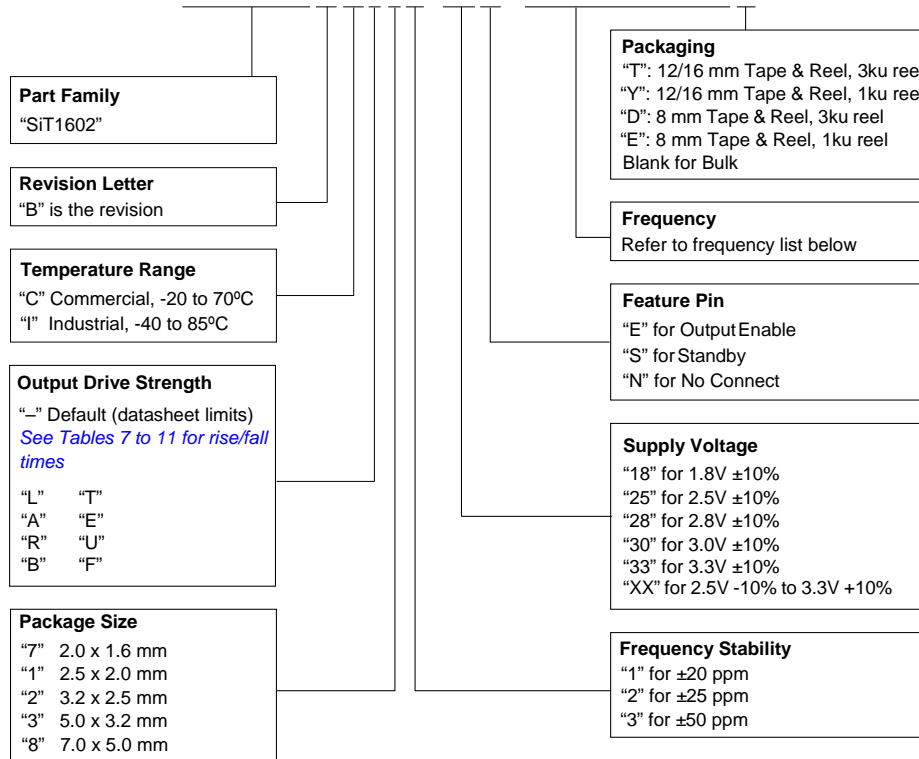 Part Family
“SiT1602”
Revision Letter
“B” is the revision
Temperature Range
“C” Commercial, -20 to 70ºC
“I” Industrial, -40 to 85ºC
Output Drive Strength
“–” Default (datasheet limits)
See Tables 7 to 11 for rise/fall
times
“L” “T”
“A” “E”
“R” “U”
“B” “F”
Package Size
“7” 2.0 x 1.6 mm
“1” 2.5 x 2.0 mm
“2” 3.2 x 2.5 mm
“3” 5.0 x 3.2 mm
“8” 7.0 x 5.0 mm
Packaging
“T”: 12/16 mm Tape & Reel, 3ku ree
“Y”: 12/16 mm Tape & Reel, 1ku ree
“D”: 8 mm Tape & Reel, 3ku reel
“E”: 8 mm Tape & Reel, 1ku reel
Blank for Bulk
Frequency
Refer to frequency list below
Feature Pin
“E” for Output Enable
“S” for Standby
“N” for No Connect
Supply Voltage
“18” for 1.8V ±10%
“25” for 2.5V ±10%
“28” for 2.8V ±10%
“30” for 3.0V ±10%
“33” for 3.3V ±10%
“XX” for 2.5V -10% to 3.3V +10%
Frequency Stability
“1” for ±20 ppm
“2” for ±25 ppm
“3” for ±50 ppm